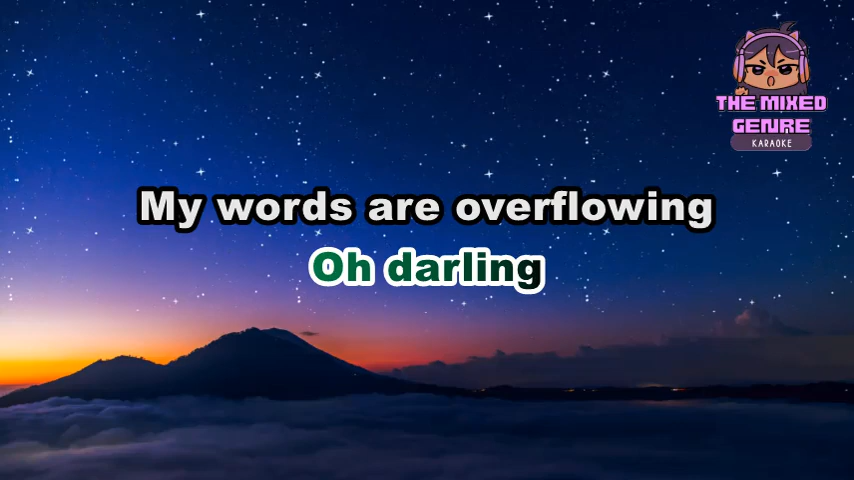 THE MIXED
GENRE
KARAOKE
My words are overflowing
Oh darling